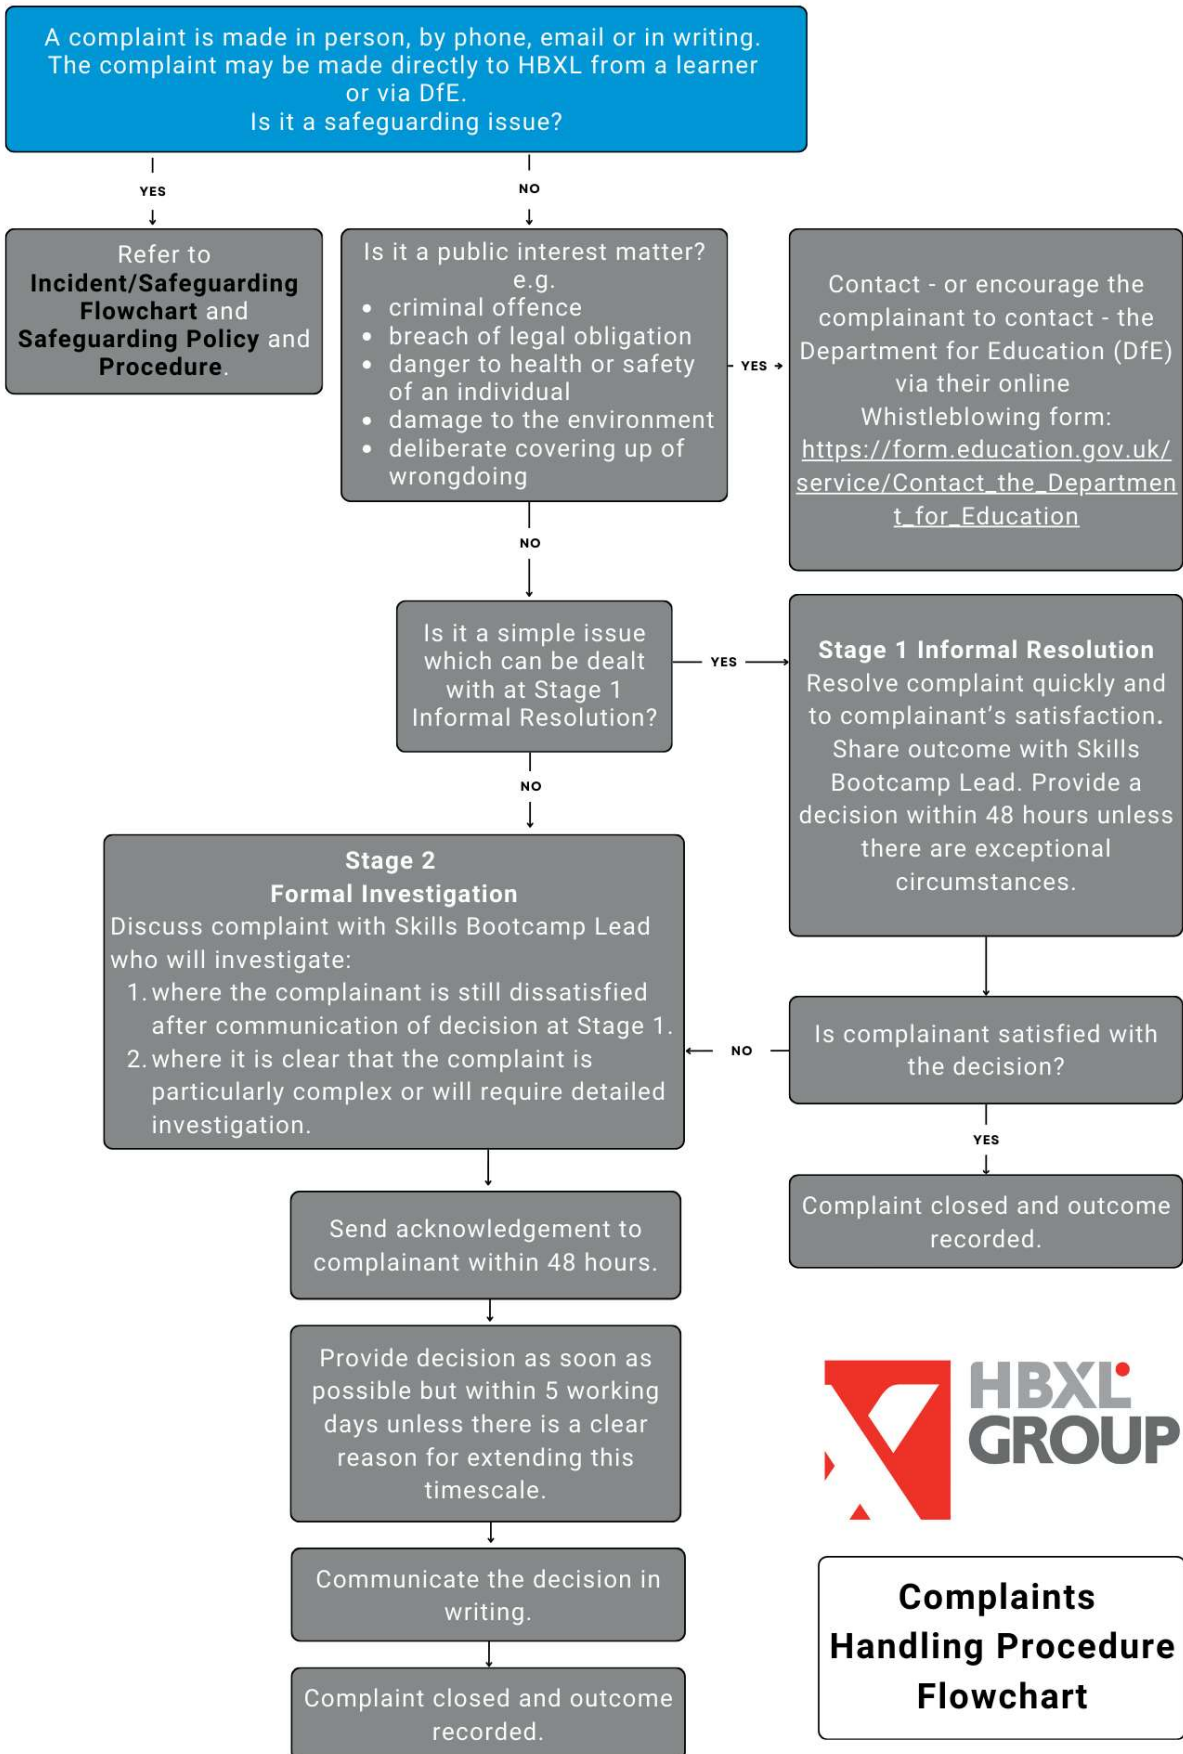 A complaint is made in person, by phone, email or in writing.
The complaint may be made directly to HBXL from a learner
or via DfE.
Is it a safeguarding issue?
YES
NO
Refer to
Incident/Safeguarding
Flowchart and
Safeguarding Policy and
Procedure.
Is it a public interest matter?
e.g.
• criminal offence
• breach of legal obligation
• danger to health or safety
of an individual
• damage to the environment
• deliberate covering up of
wrongdoing
YES
Contact - or encourage the
complainant to contact - the
Department for Education (DfE)
via their online
Whistleblowing form:
https://form.education.gov.uk/
service/Contact_the_Departmen
t_for_Education
NO
Is it a simple issue
which can be dealt
with at Stage 1
Informal Resolution?
YES
Stage 1 Informal Resolution
Resolve complaint quickly and
to complainant's satisfaction.
Share outcome with Skills
Bootcamp Lead. Provide a
decision within 48 hours unless
there are exceptional
circumstances.
NO
Stage 2
Formal Investigation
Discuss complaint with Skills Bootcamp Lead
who will investigate:
1. where the complainant is still dissatisfied
after communication of decision at Stage 1.
2. where it is clear that the complaint is
particularly complex or will require detailed
investigation.
NO
Is complainant satisfied with
the decision?
YES
Complaint closed and outcome
recorded.
Send acknowledgement to
complainant within 48 hours.
Provide decision as soon as
possible but within 5 working
days unless there is a clear
reason for extending this
timescale.
Communicate the decision in
writing.
Complaint closed and outcome
recorded.
HBXL
GROUP
Complaints
Handling Procedure
Flowchart